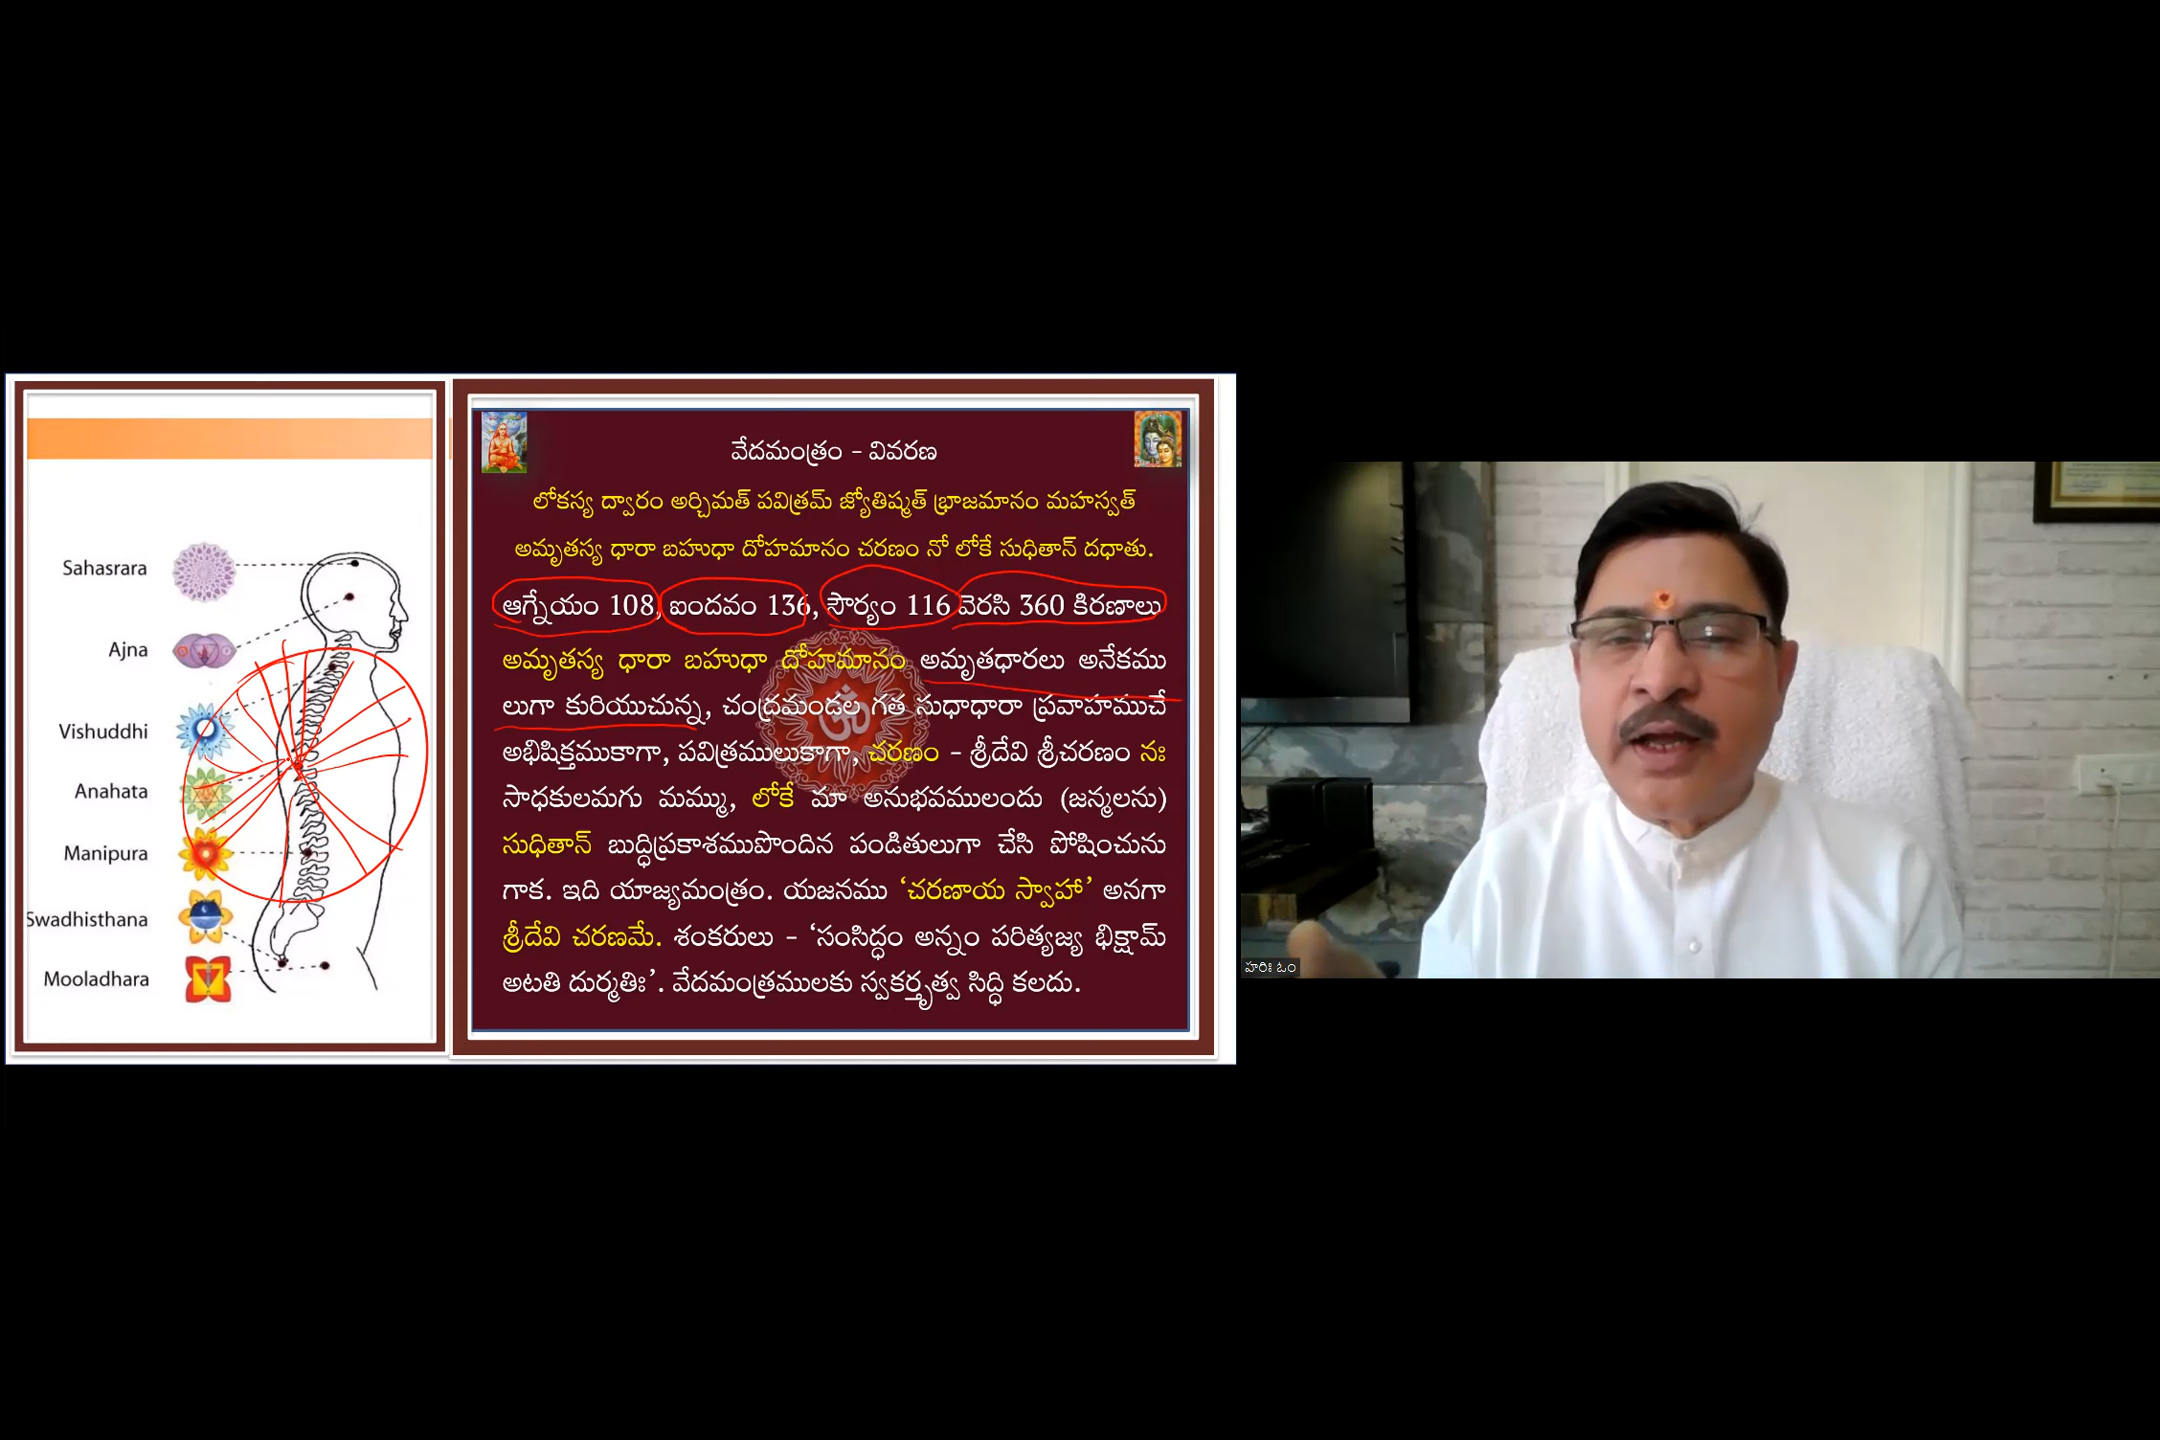 Sahasrara
Ajna
Vishuddhi
Anahata
Manipura
Swadhisthana
Mooladhara
వేదమంత్రం - వివరణ
లోకస్య ద్వారం అర్చిమత్ పవిత్రమ్ జ్యోతిష్మత్ భ్రాజమానం మహస్వత్
అమృతస్య ధారా బహుధా దోహమానం చరణం నో లోకే సుధితాన్ దధాతు.
ఆగ్నేయం 108, ఐందవం 136, సౌర్యం 116 వెరసి 360 కిరణాలు
అమృతస్య ధారా బహుధా దోహమానం అమృతధారలు అనేకము
లుగా కురియుచున్న, చంద్రమండల గత సుధాధారా ప్రవాహముచే
అభిషిక్తముకాగా, పవిత్రములుకాగా, చరణం - శ్రీదేవి శ్రీచరణం నః
సాధకులమగు మమ్ము, లోకే మా అనుభవములందు (జన్మలను)
సుధితాన్ బుద్ధిప్రకాశముపొందిన పండితులుగా చేసి పోషించును
గాక. ఇది యాజ్యమంత్రం. యజనము ‘చరణాయ స్వాహా’ అనగా
శ్రీదేవి చరణమే. శంకరులు - ‘సంసిద్ధం అన్నం పరిత్యజ్య భిక్షామ్
అటతి దుర్మతిః’. వేదమంత్రములకు స్వకర్తృత్వ సిద్ధి కలదు.
ఓం
హరిః ఓం